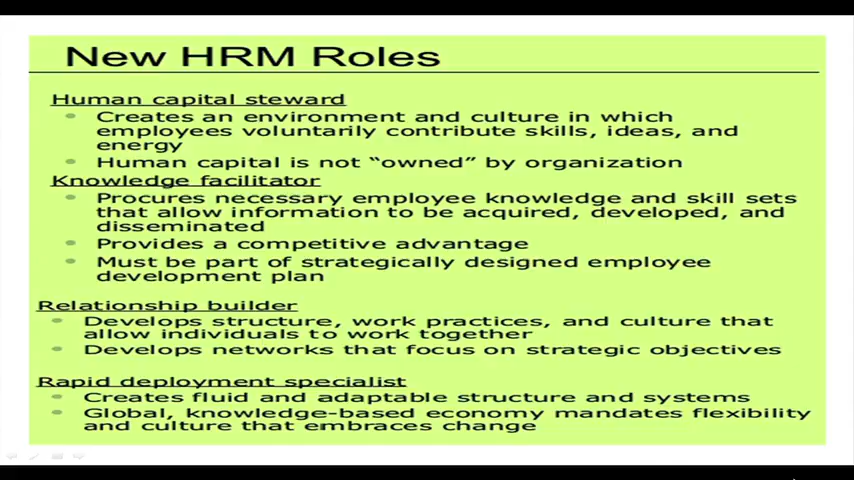 New HRM Roles
Human capital steward
Creates an environment and culture in which
employees voluntarily contribute skills, ideas, and
energy
Human capital is not “owned” by organization
Knowledge facilitator
Procures necessary employee knowledge and skill sets
that allow information to be acquired, developed, and
disseminated
Provides a competitive advantage
Must be part of strategically designed employee
development plan
Relationship builder
Develops structure, work practices, and culture that
allow individuals to work together
Develops networks that focus on strategic objectives
Rapid deployment specialist
Creates fluid and adaptable structure and systems
Global, knowledge-based economy mandates flexibility
and culture that embraces change